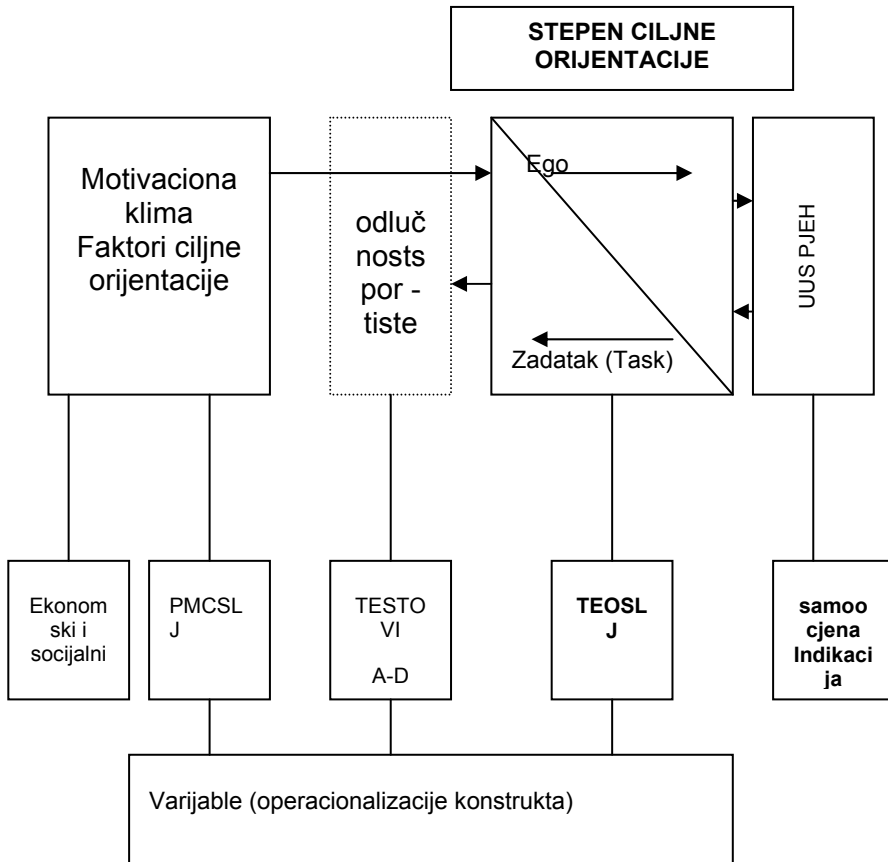 STEPEN CILJNE
ORIJENTACIJE
Motivaciona
klima
Faktori ciljne
orijentacije
odluč
nosts
por -
tiste
Ego
Zadatak (Task)
UUS PJEH
Ekonom
ski i
socijalni
PMCSL
J
TESTO
VI
A-D
TEOSL
J
samoo
cjena
Indikaci
ja
Varijable (operacionalizacije konstrukta)